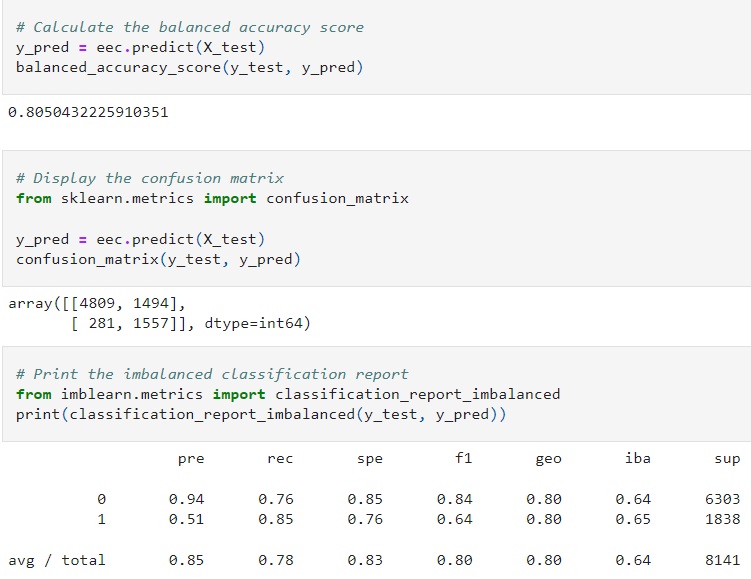 # Calculate the balanced accuracy score
y_pred = eec.predict(X_test)
balanced_accuracy_score(y_test, y_pred)
0.8050432225910351
# Display the confusion matrix
from sklearn.metrics import confusion_matrix
y_pred = eec.predict(X_test)
confusion_matrix(y_test, y_pred)
array([[4809, 1494],
[ 281, 1557]], dtype=int64)
# Print the imbalanced classification report
from imblearn.metrics import classification_report_imbalanced
print(classification_report_imbalanced(y_test, y_pred))
pre rec spe f1 geo iba sup
0 0.94 0.76 0.85 0.84 0.80 0.64 6303
1 0.51 0.85 0.76 0.64 0.80 0.65 1838
avg / total 0.85 0.78 0.83 0.80 0.80 0.64 8141